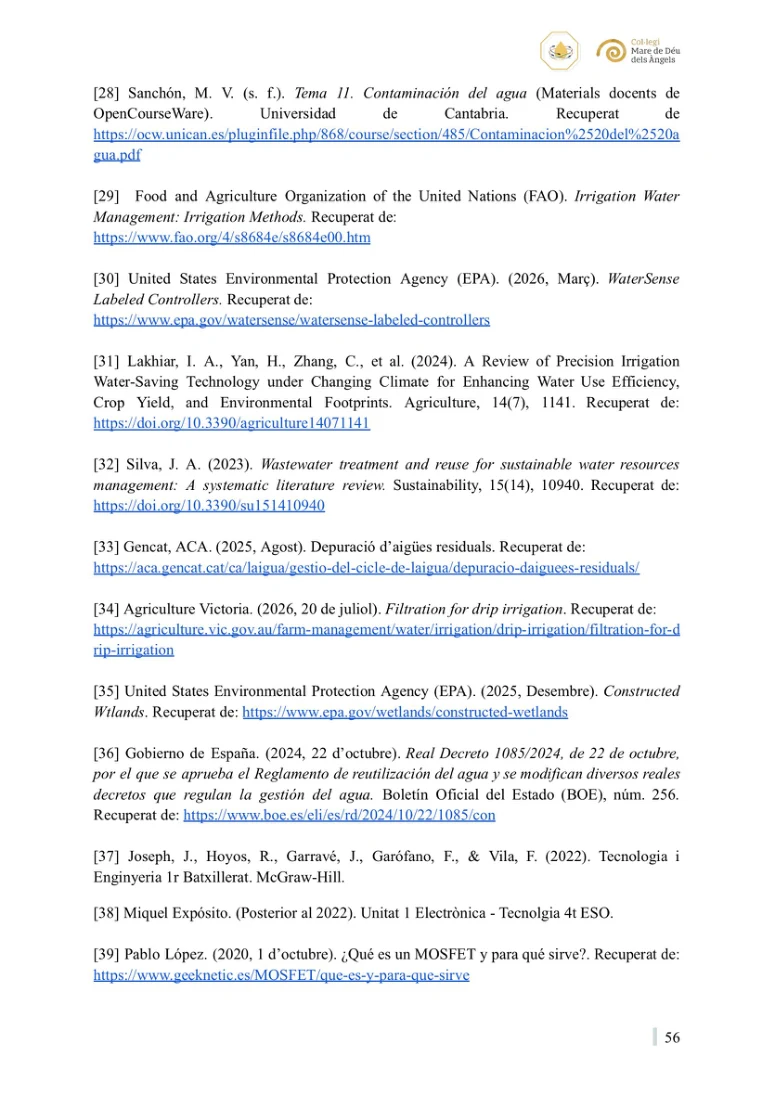 Col·legi
Mare de Déu
dels Àngels
[28] Sanchón, M. V. (s. f.). Tema 11. Contaminación del agua (Materials docents de
OpenCourseWare). Universidad de Cantabria. Recuperat de
https://ocw.unican.es/pluginfile.php/868/course/section/485/Contaminacion%2520del%2520a
gua.pdf
[29] Food and Agriculture Organization of the United Nations (FAO). Irrigation Water
Management: Irrigation Methods. Recuperat de:
https://www.fao.org/4/s8684e/s8684e00.htm
[30] United States Environmental Protection Agency (EPA). (2026, Març). WaterSense
Labeled Controllers. Recuperat de:
https://www.epa.gov/watersense/watersense-labeled-controllers
[31] Lakhiar, I. A., Yan, H., Zhang, C., et al. (2024). A Review of Precision Irrigation
Water-Saving Technology under Changing Climate for Enhancing Water Use Efficiency,
Crop Yield, and Environmental Footprints. Agriculture, 14(7), 1141. Recuperat de:
https://doi.org/10.3390/agriculture14071141
[32] Silva, J. A. (2023). Wastewater treatment and reuse for sustainable water resources
management: A systematic literature review. Sustainability, 15(14), 10940. Recuperat de:
https://doi.org/10.3390/su151410940
[33] Gencat, ACA. (2025, Agost). Depuració d'aigües residuals. Recuperat de:
https://aca.gencat.cat/ca/laigua/gestio-del-cicle-de-laigua/depuracio-daiguees-residuals/
[34] Agriculture Victoria. (2026, 20 de juliol). Filtration for drip irrigation. Recuperat de:
https://agriculture.vic.gov.au/farm-management/water/irrigation/drip-irrigation/filtration-for-d
rip-irrigation
[35] United States Environmental Protection Agency (EPA). (2025, Desembre). Constructed
Wtlands. Recuperat de: https://www.epa.gov/wetlands/constructed-wetlands
[36] Gobierno de España. (2024, 22 d'octubre). Real Decreto 1085/2024, de 22 de octubre,
por el que se aprueba el Reglamento de reutilización del agua y se modifican diversos reales
decretos que regulan la gestión del agua. Boletín Oficial del Estado (BOE), núm. 256.
Recuperat de: https://www.boe.es/eli/es/rd/2024/10/22/1085/con
[37] Joseph, J., Hoyos, R., Garravé, J., Garófano, F., & Vila, F. (2022). Tecnologia i
Enginyeria 1r Batxillerat. McGraw-Hill.
[38] Miquel Expósito. (Posterior al 2022). Unitat 1 Electrònica - Tecnolgia 4t ESO.
[39] Pablo López. (2020, 1 d'octubre). ¿Qué es un MOSFET y para qué sirve?. Recuperat de:
https://www.geeknetic.es/MOSFET/que-es-y-para-que-sirve
56